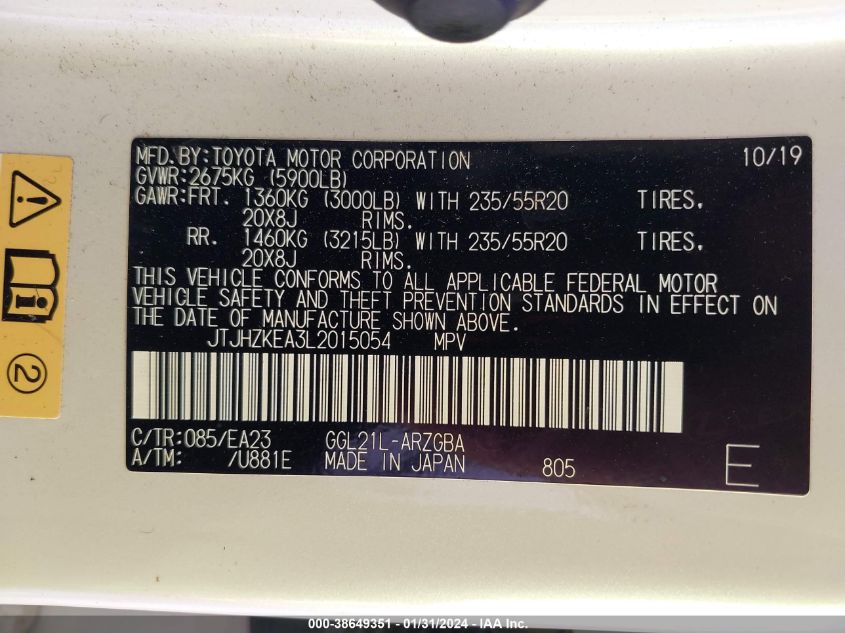 MFD.BY:TOYOTA MOTOR CORPORATION 10/19
GVWR:2675KG (5900LB)
GAWR:FRT. 1360KG (3000LB) WITH 235/55R20 TIRES.
20X8J RIMS.
RR. 1460KG (3215LB) WITH 235/55R20 TIRES.
20X8J RIMS.
THIS VEHICLE CONFORMS TO ALL APPLICABLE FEDERAL MOTOR
VEHICLE SAFETY AND THEFT PREVENTION STANDARDS IN EFFECT ON
THE DATE OF MANUFACTURE SHOWN ABOVE.
JTJHZKEA3L2015054 MPV
C/TR:085/EA23 GGL21L-ARZGBA
A/TM: /U881E MADE IN JAPAN 805 E
2
000-38649351 - 01/31/2024 - IAA Inc.